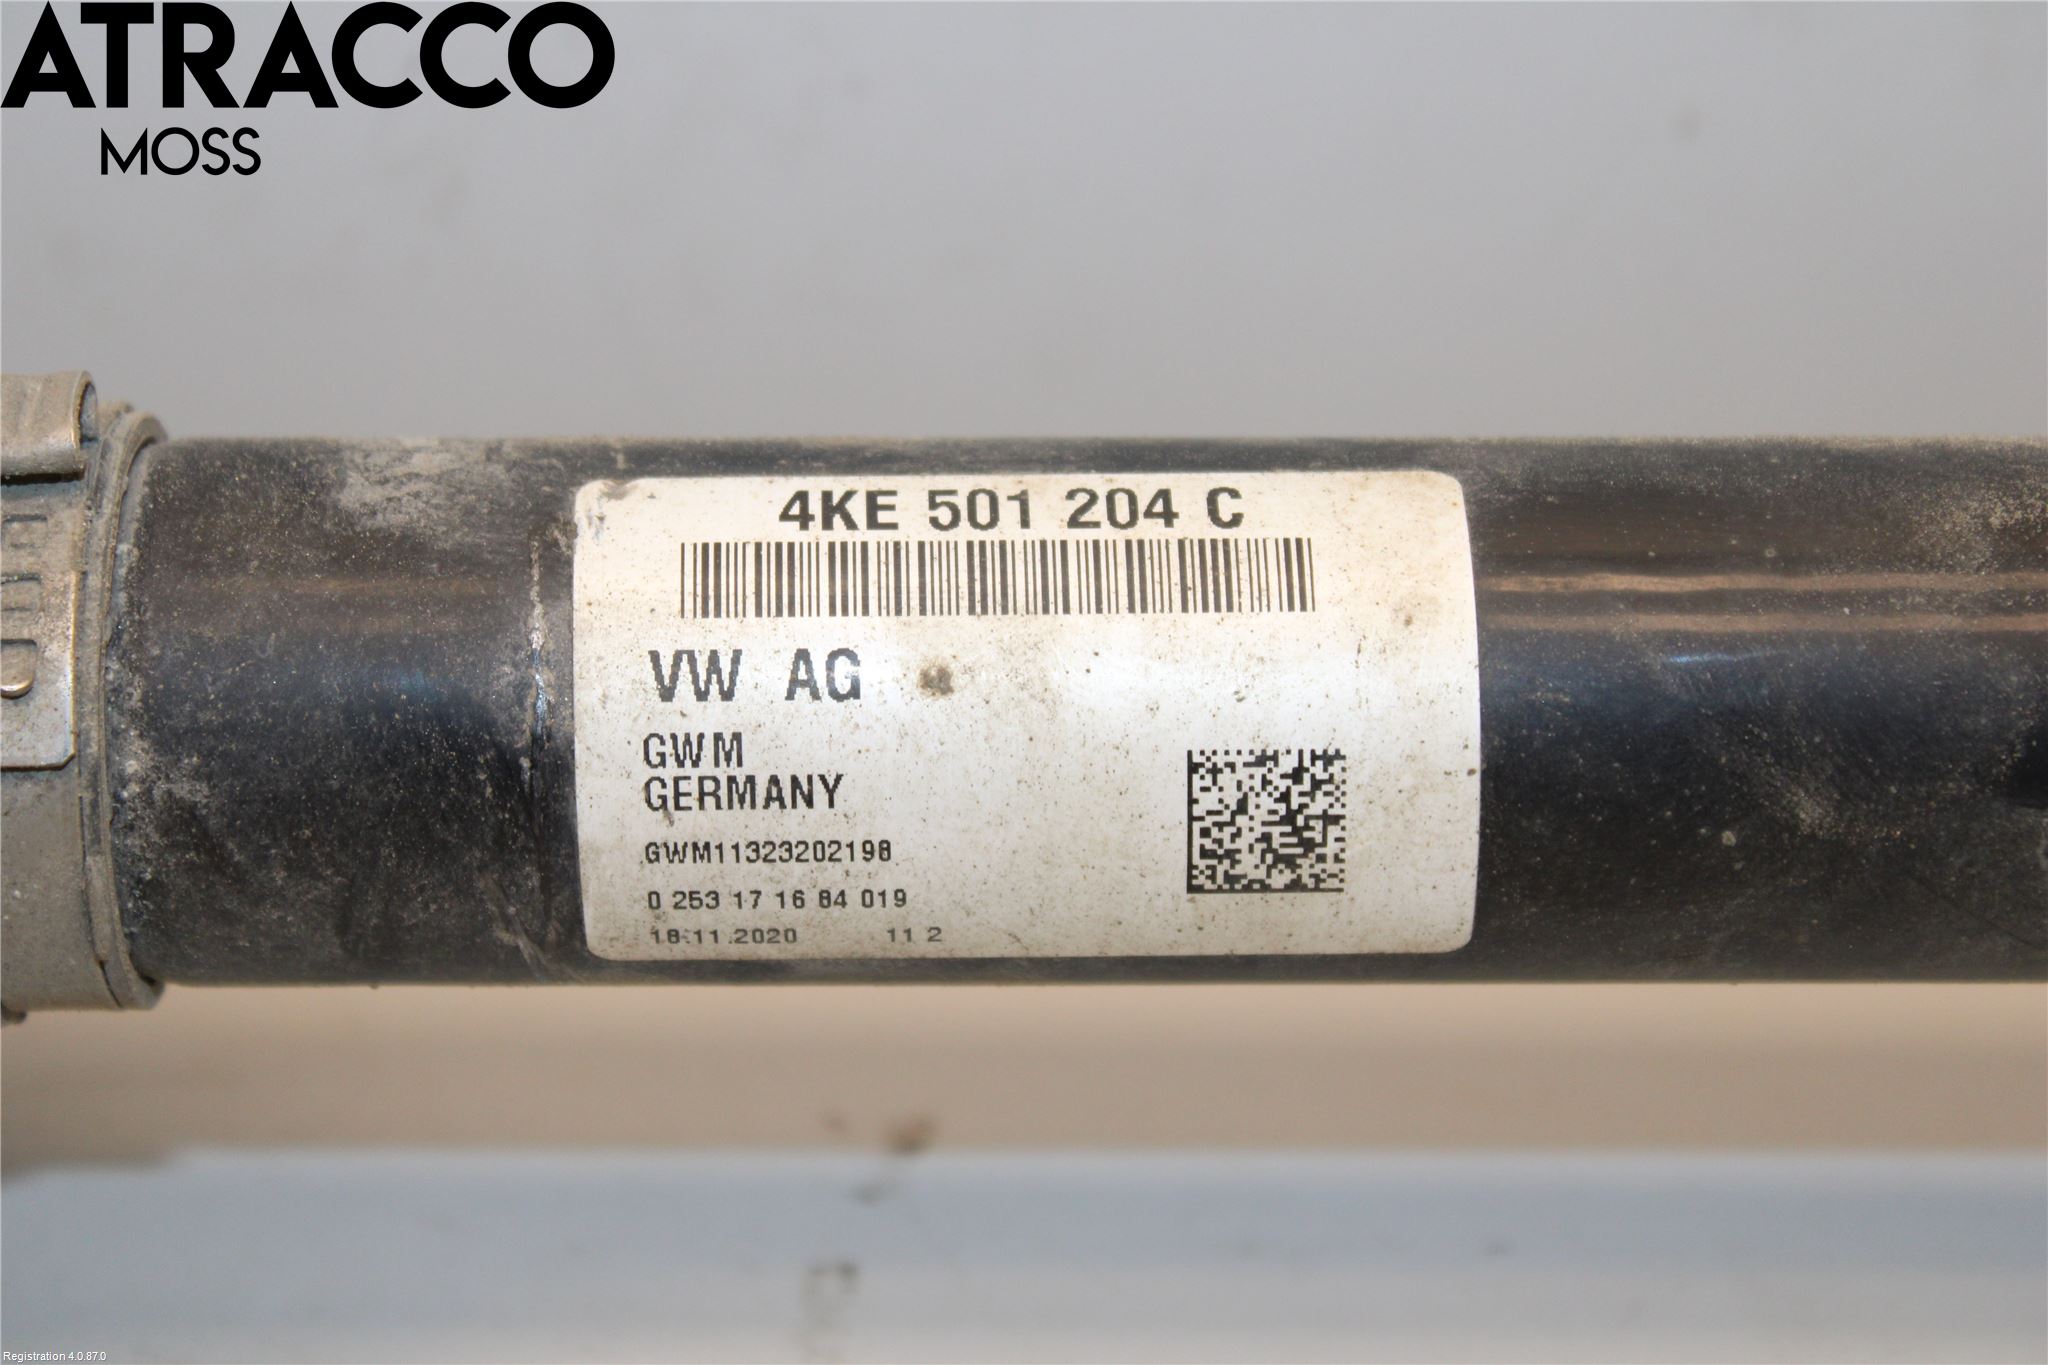 ATRACCO
MOSS
4KE 501 204 C
VW AG
GWM
GERMANY
GWM11323202198
0 253 17 16 84 019
18.11.2020 11 2
Registration 4.0.87.0